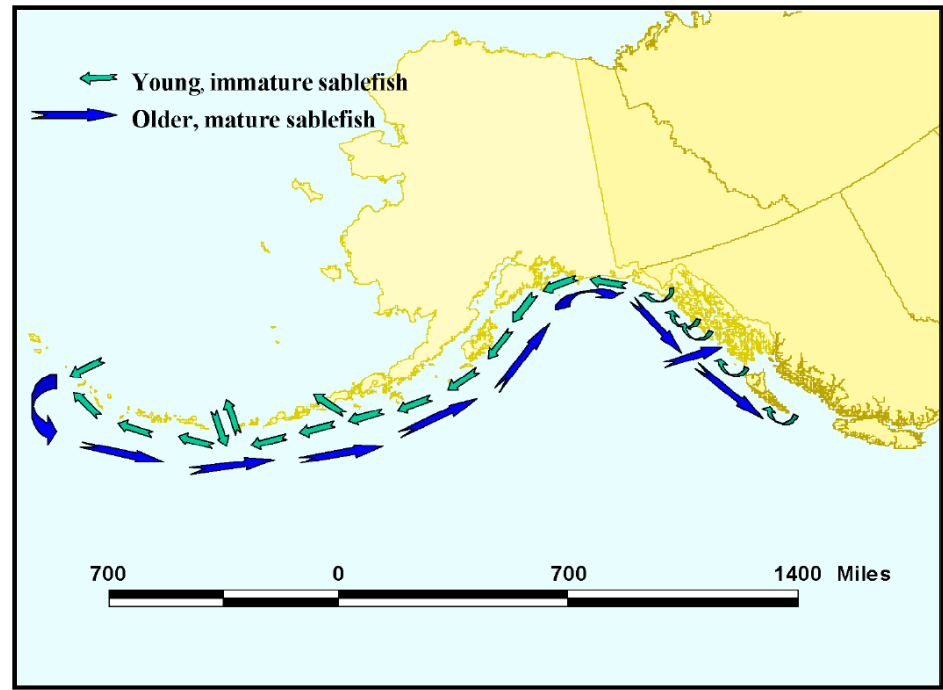 Young, immature sablefish
Older, mature sablefish
700 0 700 1400 Miles